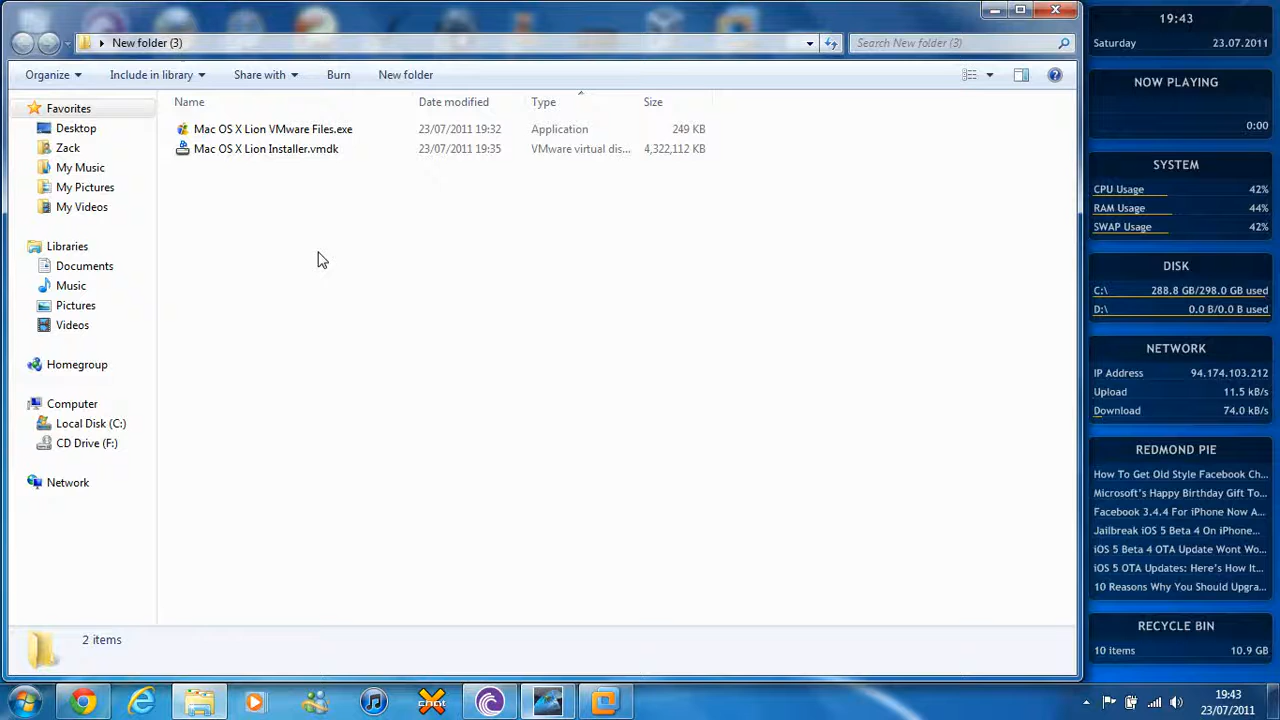 New folder (3)
Search New folder (3)
Organize
Include in library
Share with
Burn
New folder
Favorites
Desktop
Zack
My Music
My Pictures
My Videos
Libraries
Documents
Music
Pictures
Videos
Homegroup
Computer
Local Disk (C:)
CD Drive (F:)
Network
Name Date modified Type Size
Mac OS X Lion VMware Files.exe 23/07/2011 19:32 Application 249 KB
Mac OS X Lion Installer.vmdk 23/07/2011 19:35 VMware virtual dis... 4,322,112 KB
2 items
19:43
Saturday 23.07.2011
NOW PLAYING
0:00
SYSTEM
CPU Usage 42%
RAM Usage 44%
SWAP Usage 42%
DISK
C:\ 288.8 GB/298.0 GB used
D:\ 0.0 B/0.0 B used
NETWORK
IP Address 94.174.103.212
Upload 11.5 kB/s
Download 74.0 kB/s
REDMOND PIE
How To Get Old Style Facebook Ch...
Microsoft's Happy Birthday Gift To...
Facebook 3.4.4 For iPhone Now A...
Jailbreak iOS 5 Beta 4 On iPhone...
iOS 5 Beta 4 OTA Update Wont Wo...
iOS 5 OTA Updates: Here's How It...
10 Reasons Why You Should Upgra...
RECYCLE BIN
10 items 10.9 GB
chat
19:43
23/07/2011